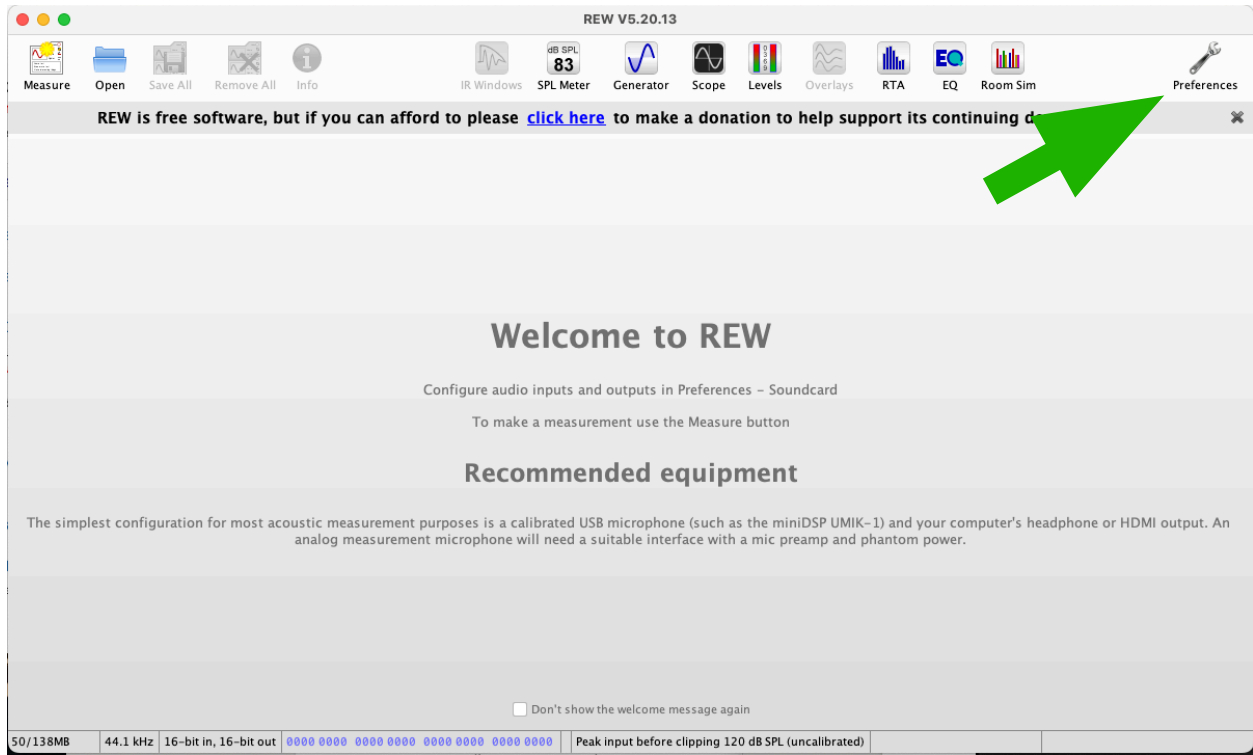 REW V5.20.13
dB SPL
83
EQ
Measure Open Save All Remove All Info IR Windows SPL Meter Generator Scope Levels Overlays RTA EQ Room Sim Preferences
REW is free software, but if you can afford to please click here to make a donation to help support its continuing
Welcome to REW
Configure audio inputs and outputs in Preferences – Soundcard
To make a measurement use the Measure button
Recommended equipment
The simplest configuration for most acoustic measurement purposes is a calibrated USB microphone (such as the miniDSP UMIK-1) and your computer's headphone or HDMI output. An
analog measurement microphone will need a suitable interface with a mic preamp and phantom power.
Don't show the welcome message again
50/138MB 44.1 kHz 16-bit in, 16-bit out 0000 0000 0000 0000 0000 0000 0000 0000 Peak input before clipping 120 dB SPL (uncalibrated)